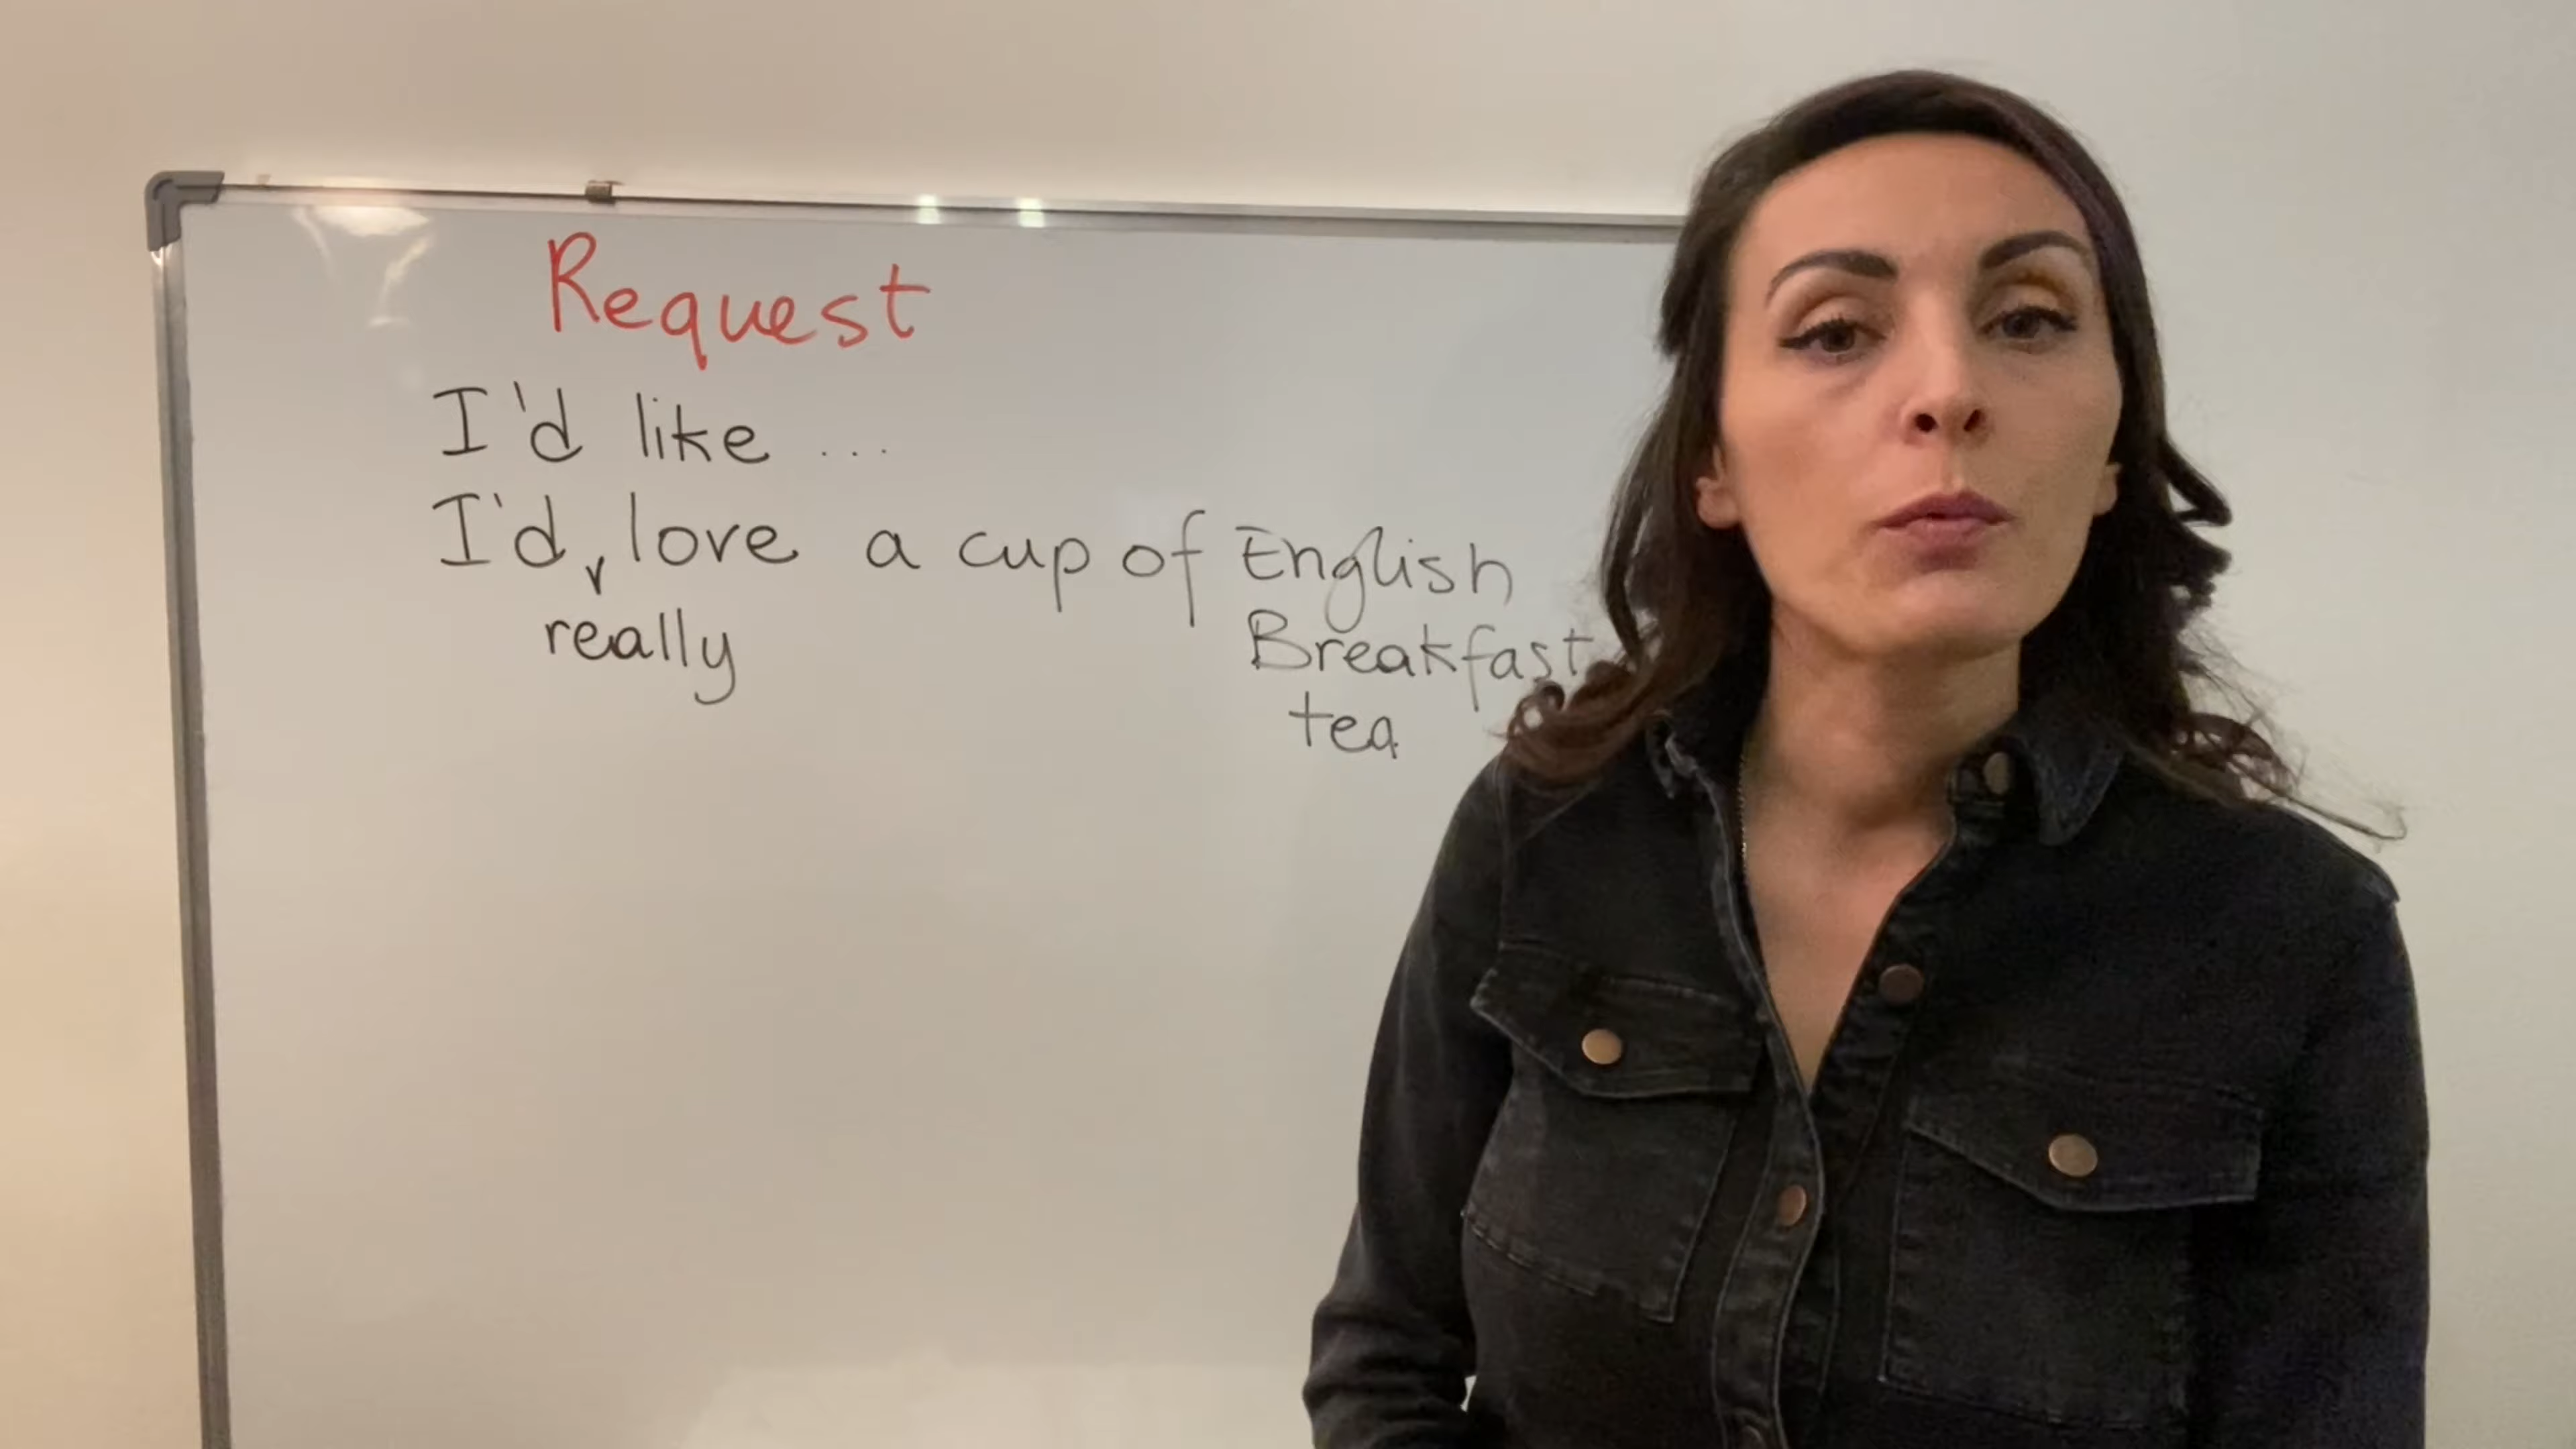 Request
I'd like ...
I'd really love a cup of English
Breakfast
tea